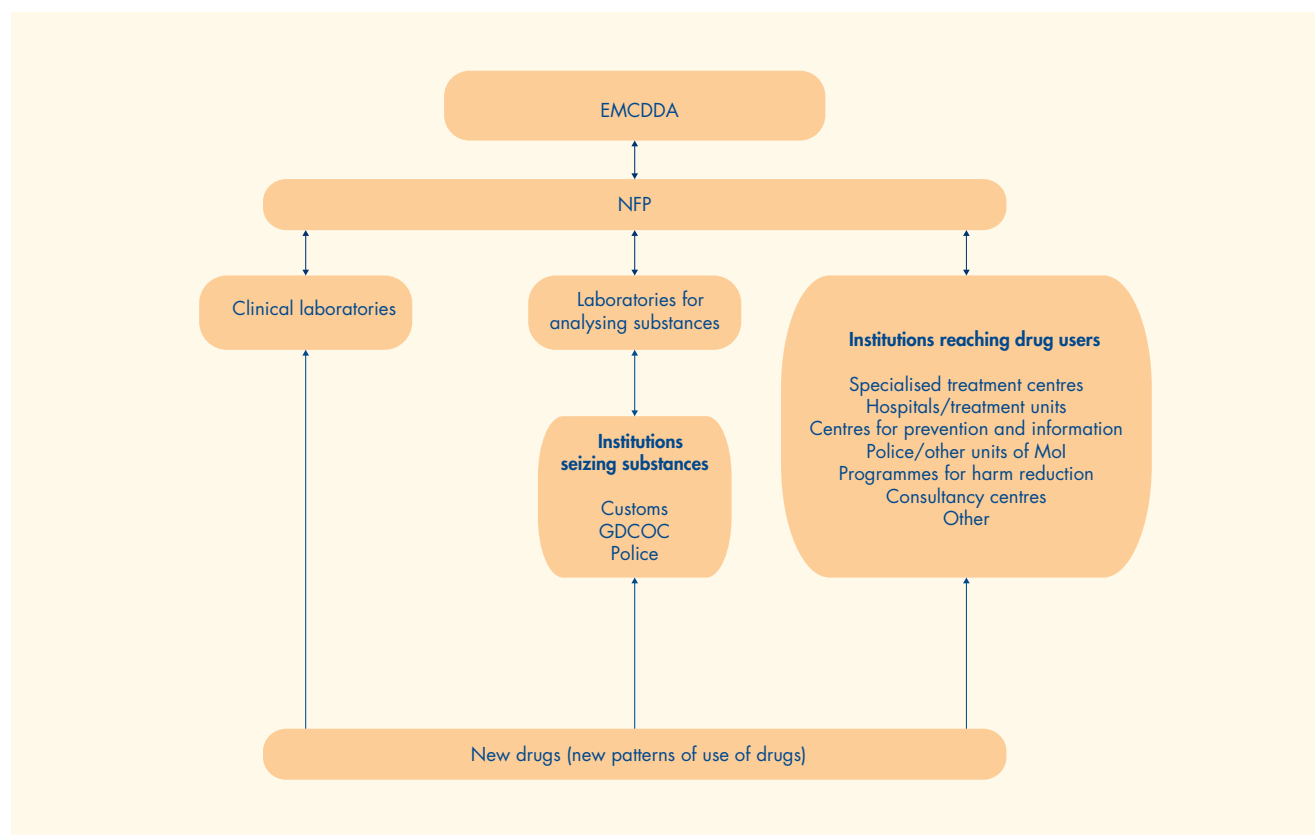 EMCDDA
NFP
Clinical laboratories
Laboratories for
analysing substances
Institutions
seizing substances
Customs
GDCOC
Police
Institutions reaching drug users
Specialised treatment centres
Hospitals/treatment units
Centres for prevention and information
Police/other units of MoI
Programmes for harm reduction
Consultancy centres
Other
New drugs (new patterns of use of drugs)